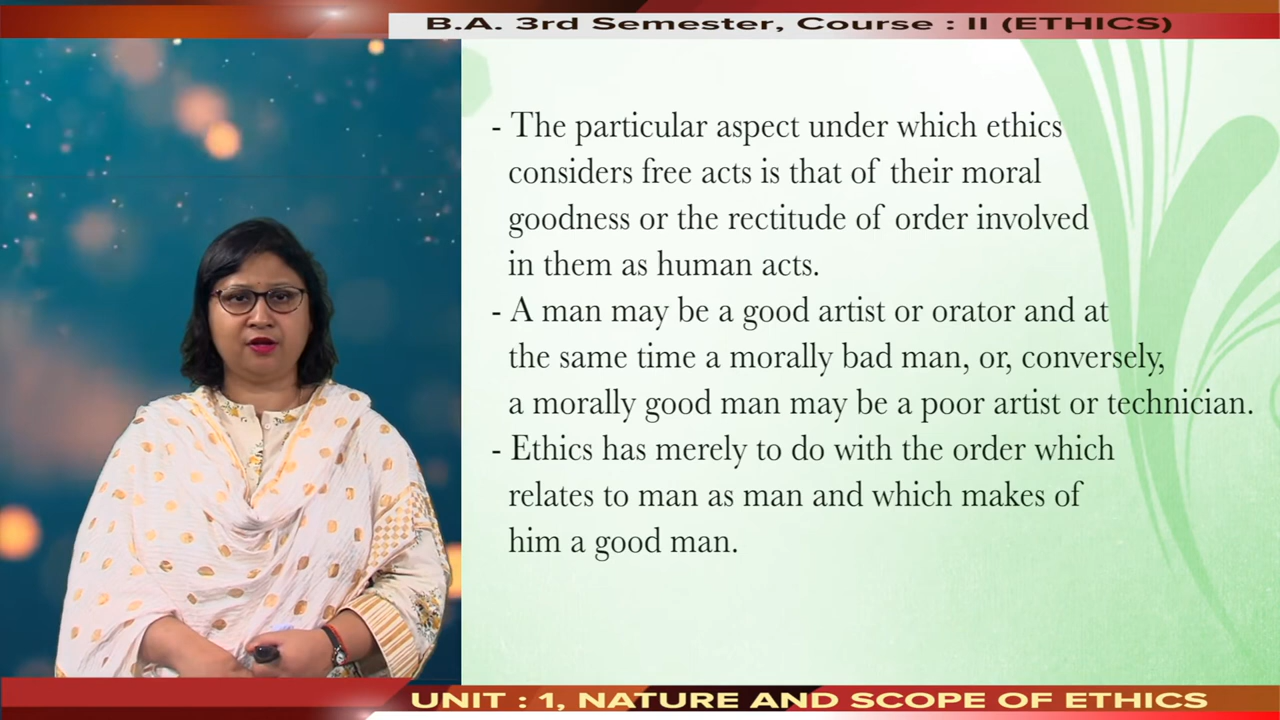 B.A. 3rd Semester, Course : II (ETHICS)
- The particular aspect under which ethics
considers free acts is that of their moral
goodness or the rectitude of order involved
in them as human acts.
- A man may be a good artist or orator and at
the same time a morally bad man, or, conversely,
a morally good man may be a poor artist or technician.
- Ethics has merely to do with the order which
relates to man as man and which makes of
him a good man.
UNIT : 1, NATURE AND SCOPE OF ETHICS